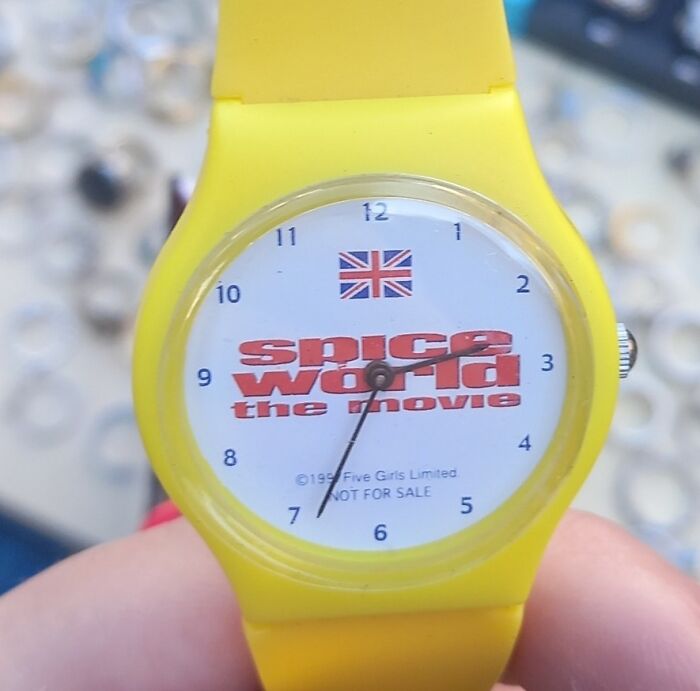 12
11 1
10 2
spice
world
the movie
9 3
8 4
©1997 Five Girls Limited.
NOT FOR SALE
7 5
6